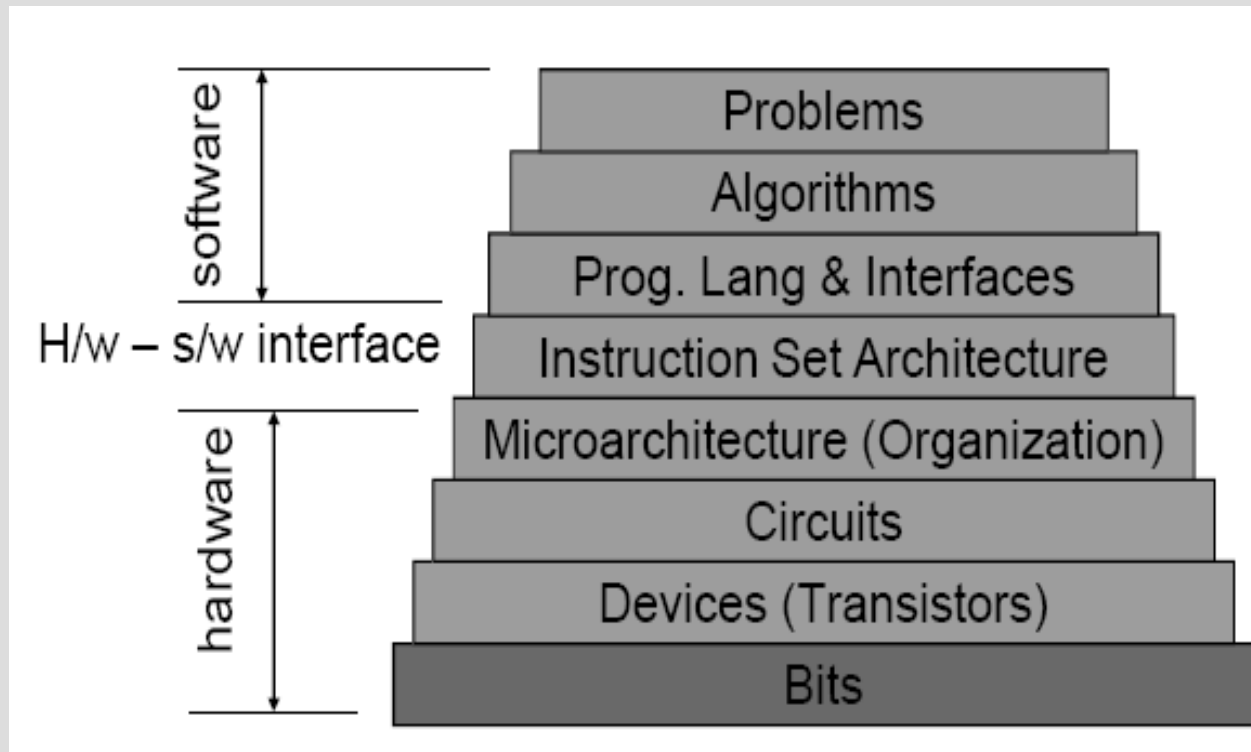 software
H/w – s/w interface
hardware
Problems
Algorithms
Prog. Lang & Interfaces
Instruction Set Architecture
Microarchitecture (Organization)
Circuits
Devices (Transistors)
Bits